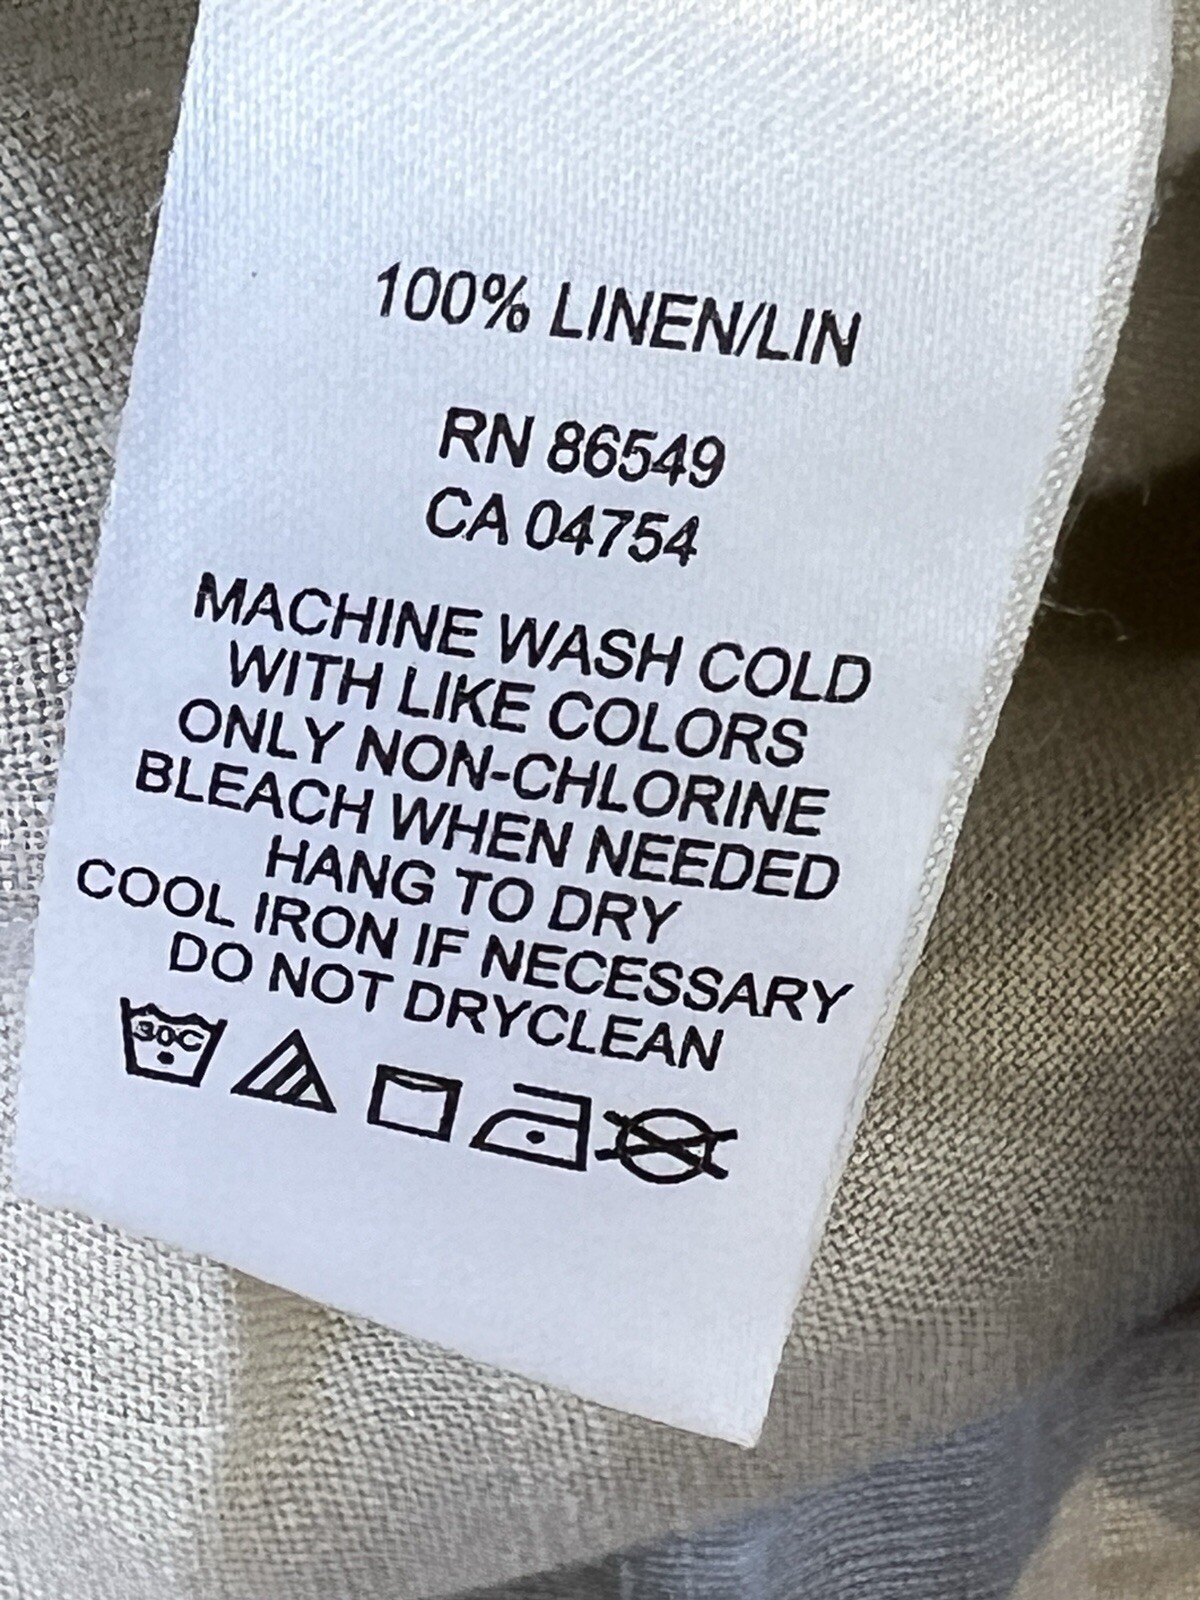 100% LINEN/LIN
RN 86549
CA 04754
MACHINE WASH COLD
WITH LIKE COLORS
ONLY NON-CHLORINE
BLEACH WHEN NEEDED
HANG TO DRY
COOL IRON IF NECESSARY
DO NOT DRYCLEAN
30C